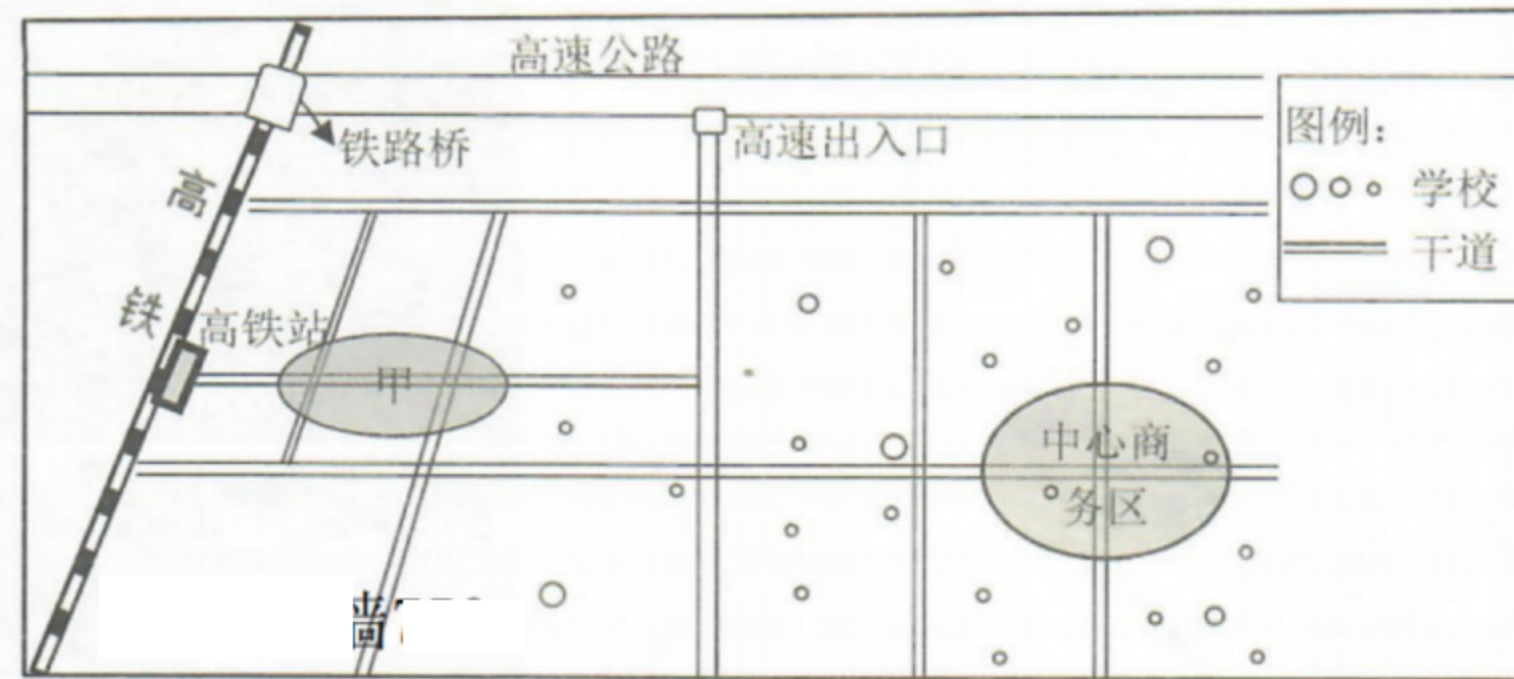 高速公路
铁路桥
高速出入口
图例：
学校
干道
高
铁
高铁站
甲
中心商
务区